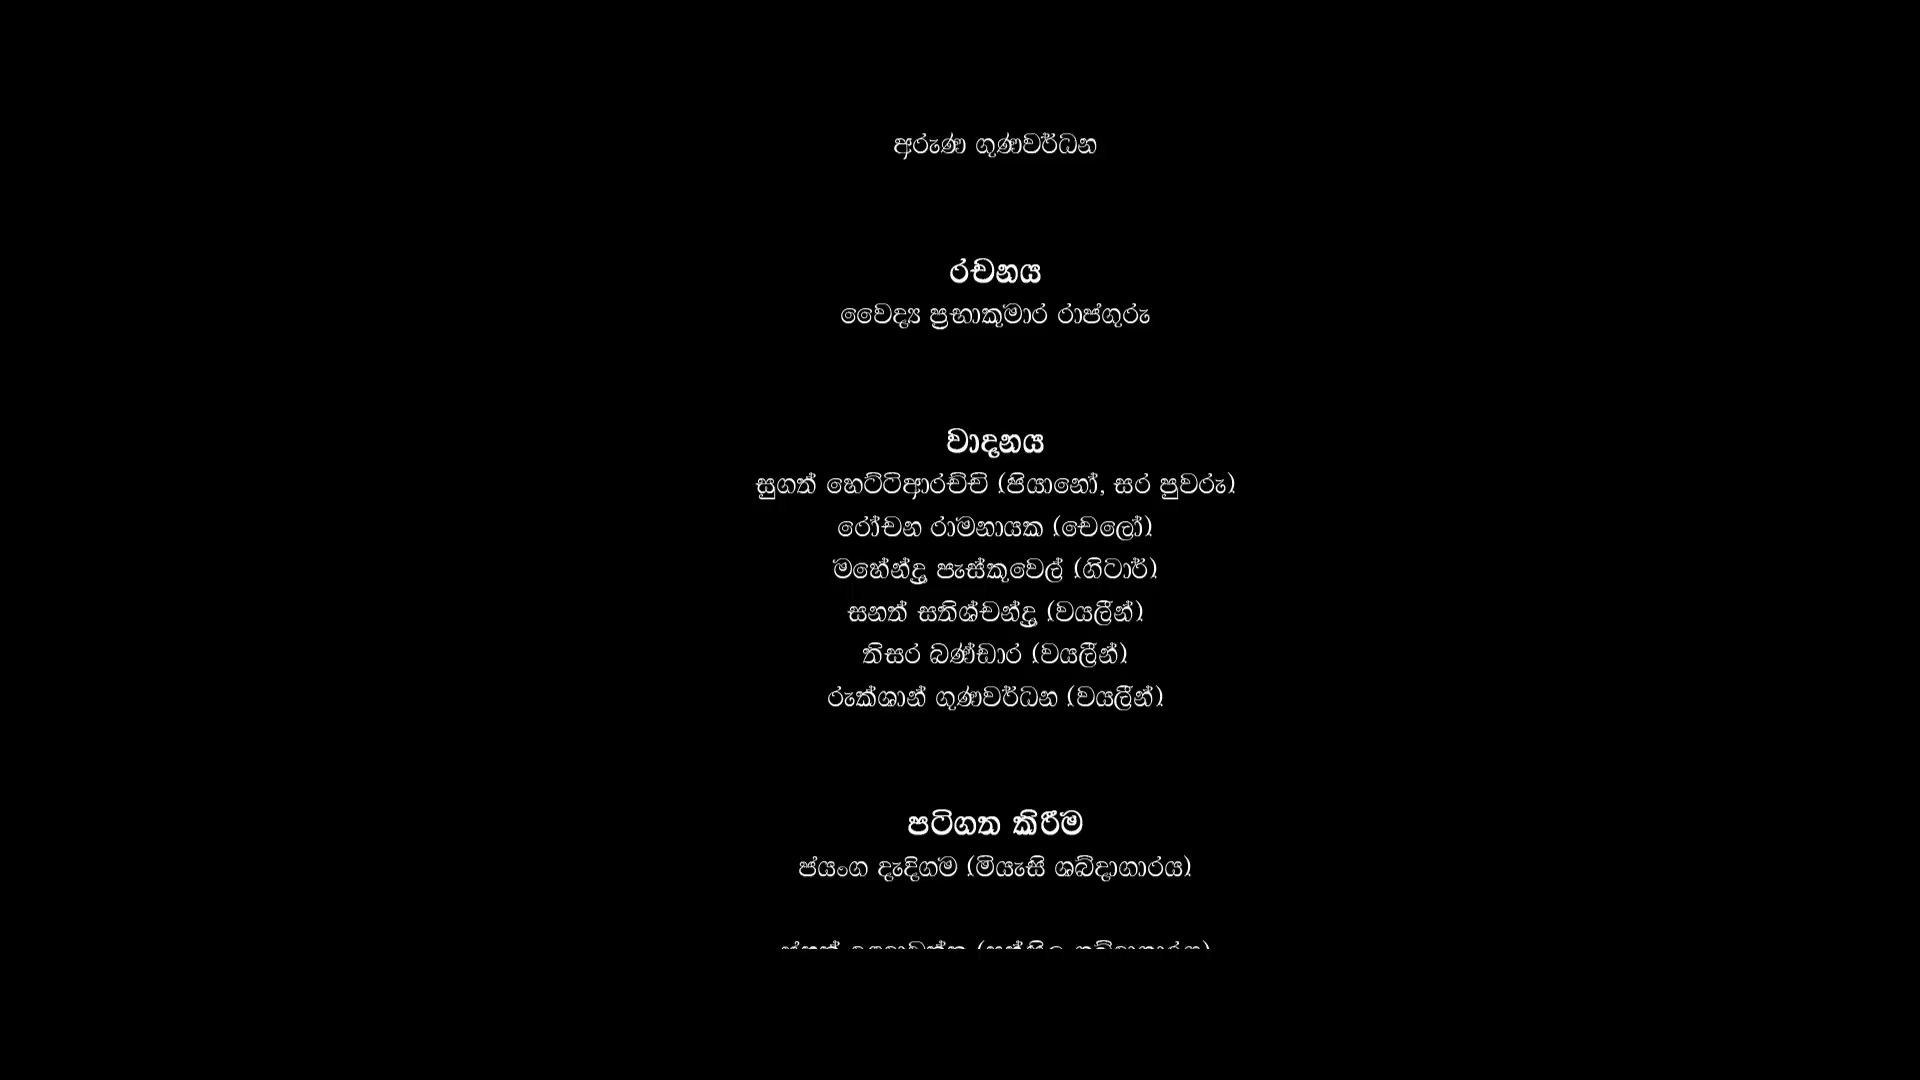 අරුණ ගුණවර්ධන
රචනය
වෛද්‍ය ප්‍රභාකුමාර රාජ්ගුරු
වාදනය
සුගත් හෙට්ටිආරච්චි (පියානෝ, සර පුවරු)
රෝචන රාමනායක (චෙලෝ)
මහේන්ද්‍ර පැස්කුවෙල් (ගිටාර්)
සනත් සතිශ්චන්ද්‍ර (වයලීන්)
තිසර බණ්ඩාර (වයලීන්)
රුක්ශාන් ගුණවර්ධන (වයලීන්)
පටිගත කිරීම
ප්යංග දෑදිගම (මියැසි ශබ්දාගාරය)